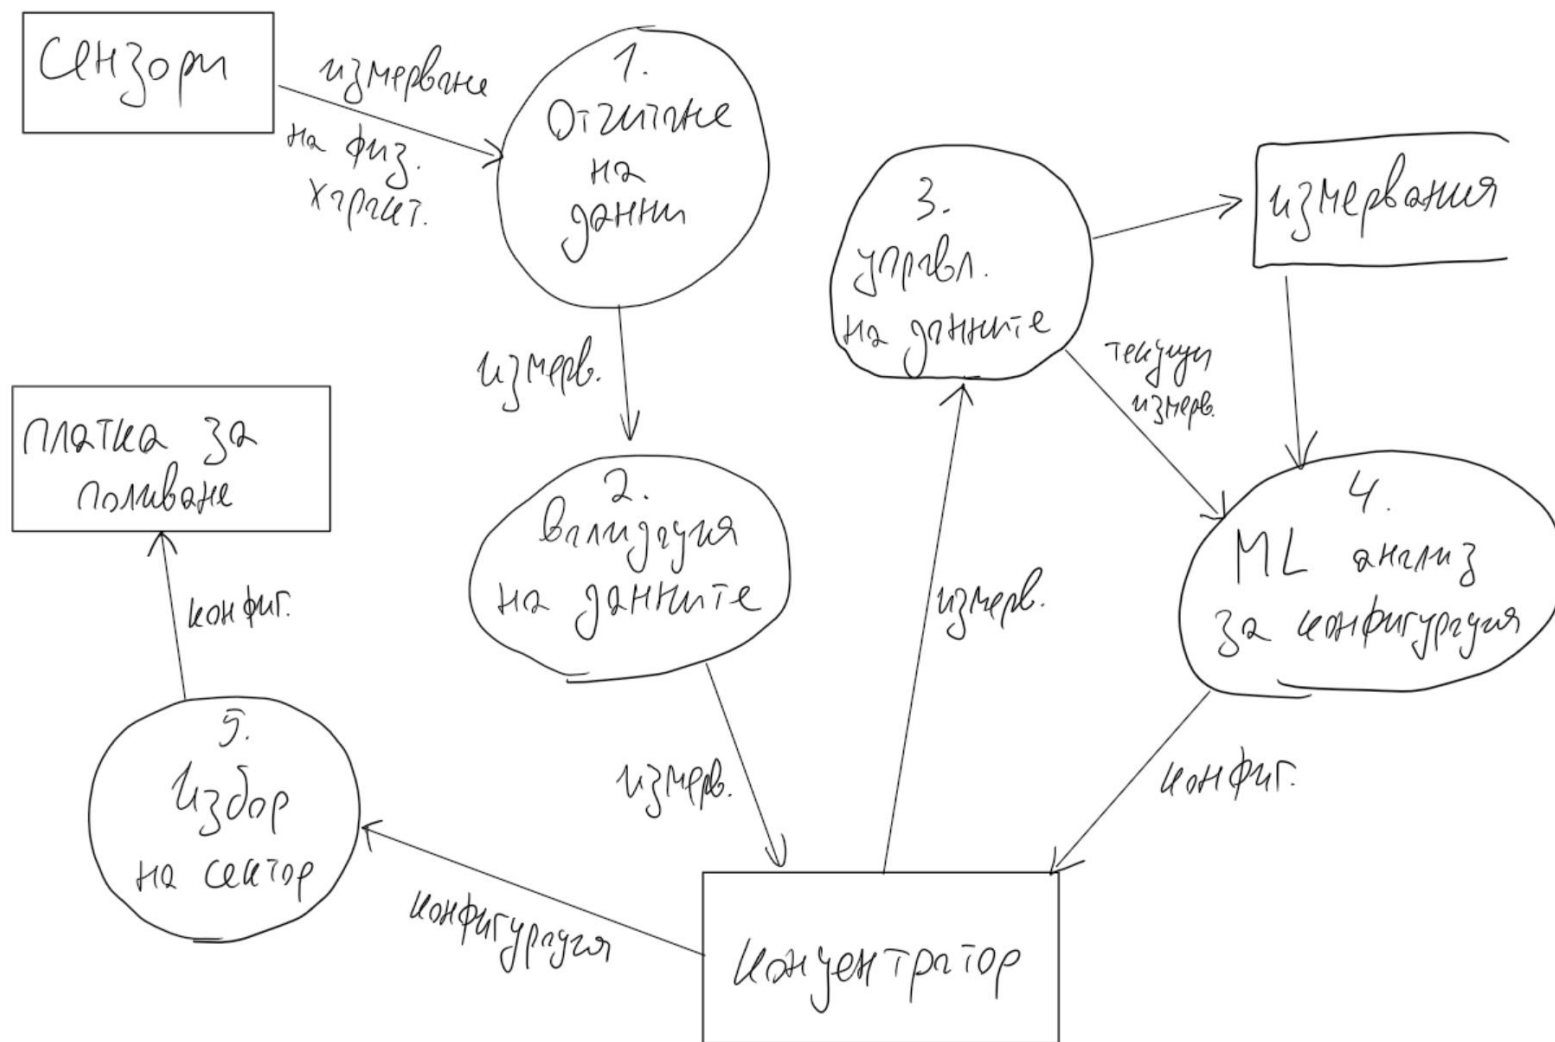 Сензори
измерване
на физ.
характ.
1.
Отчитане
на
данни
измерв.
2.
Валидация
на данните
измерв.
Концентратор
измерв.
3.
управл.
на данните
измервания
текущи
измерв.
4.
ML анализ
за конфигурация
конфиг.
конфигурация
5.
Избор
на сектор
конфиг.
платка за
поливане